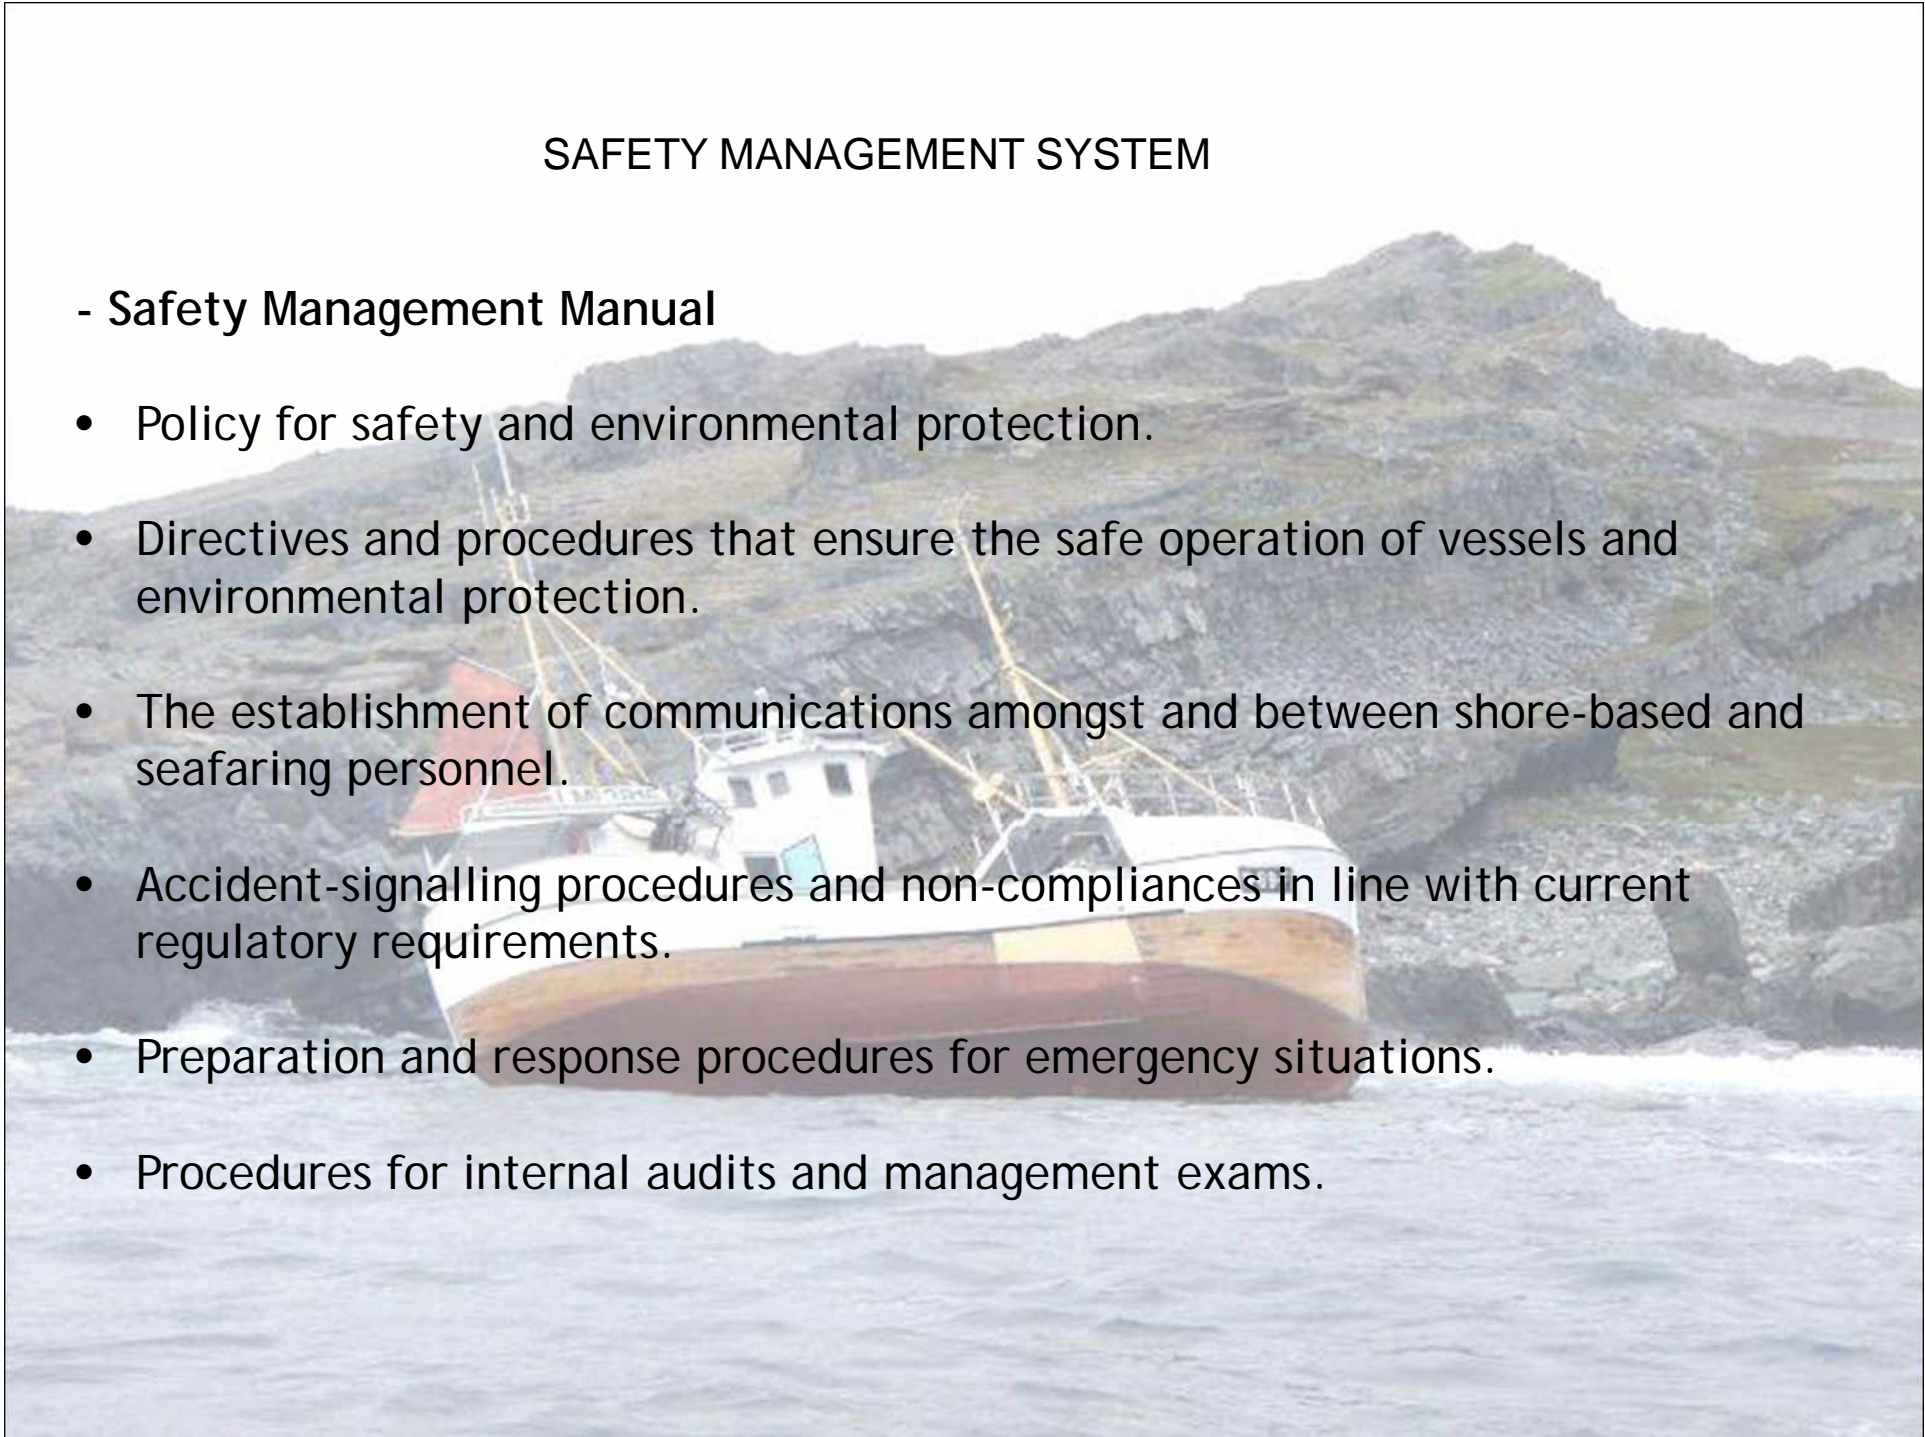 SAFETY MANAGEMENT SYSTEM
- Safety Management Manual
• Policy for safety and environmental protection.
• Directives and procedures that ensure the safe operation of vessels and
environmental protection.
• The establishment of communications amongst and between shore-based and
seafaring personnel.
• Accident-signalling procedures and non-compliances in line with current
regulatory requirements.
• Preparation and response procedures for emergency situations.
• Procedures for internal audits and management exams.